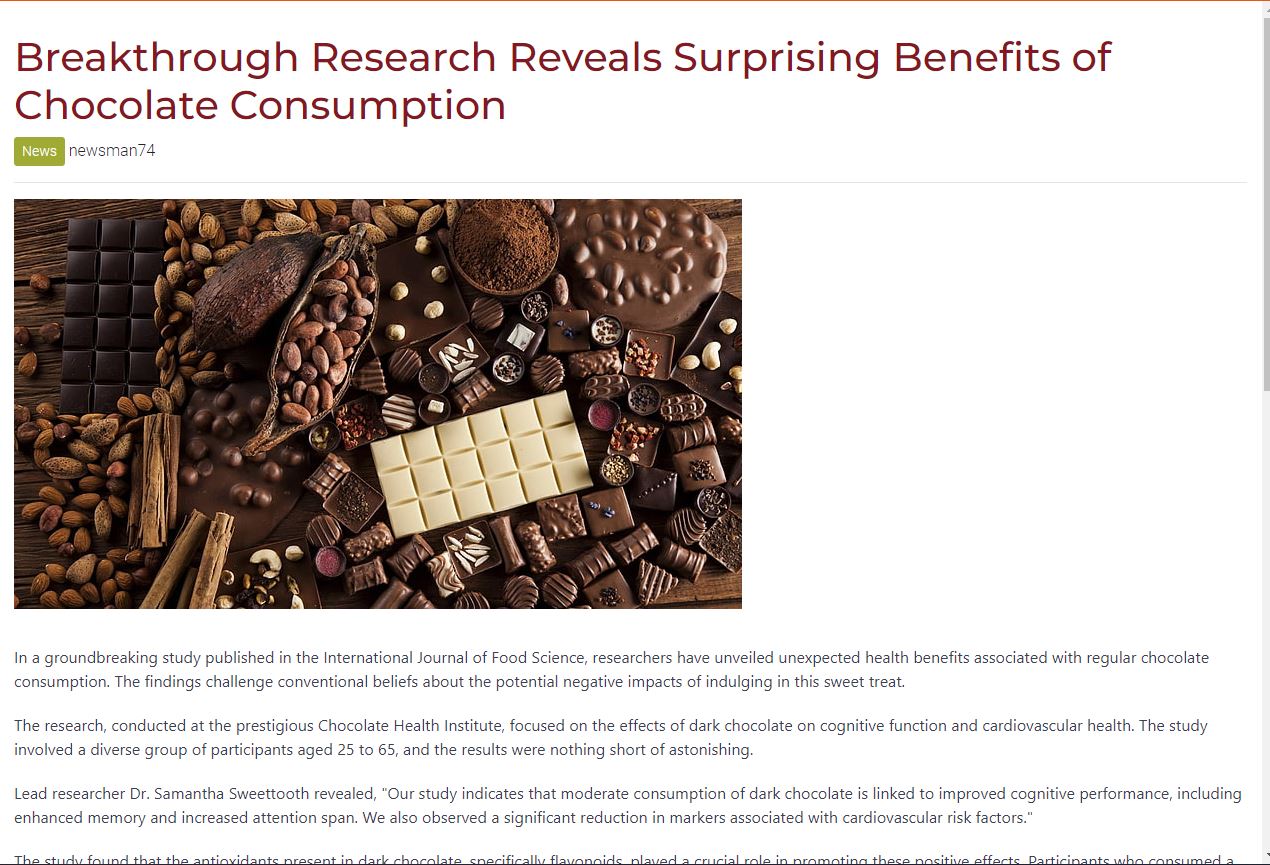 Breakthrough Research Reveals Surprising Benefits of
Chocolate Consumption
News newsman74
In a groundbreaking study published in the International Journal of Food Science, researchers have unveiled unexpected health benefits associated with regular chocolate
consumption. The findings challenge conventional beliefs about the potential negative impacts of indulging in this sweet treat.
The research, conducted at the prestigious Chocolate Health Institute, focused on the effects of dark chocolate on cognitive function and cardiovascular health. The study
involved a diverse group of participants aged 25 to 65, and the results were nothing short of astonishing.
Lead researcher Dr. Samantha Sweettooth revealed, "Our study indicates that moderate consumption of dark chocolate is linked to improved cognitive performance, including
enhanced memory and increased attention span. We also observed a significant reduction in markers associated with cardiovascular risk factors."
The study found that the antioxidants present in dark chocolate, specifically flavonoids, played a crucial role in promoting these positive effects. Participants who consumed a